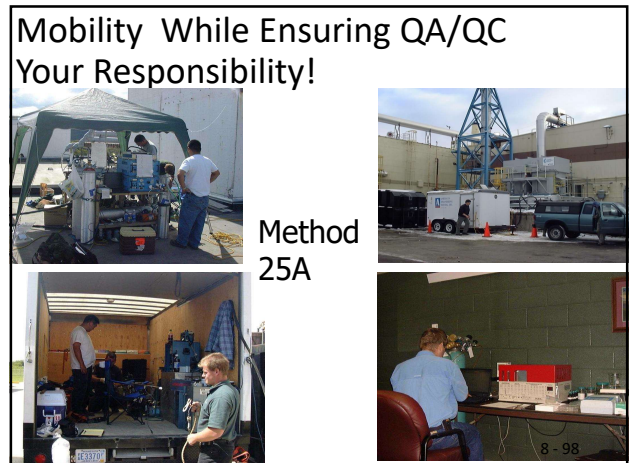 Mobility While Ensuring QA/QC
Your Responsibility!
Method
25A
8 - 98